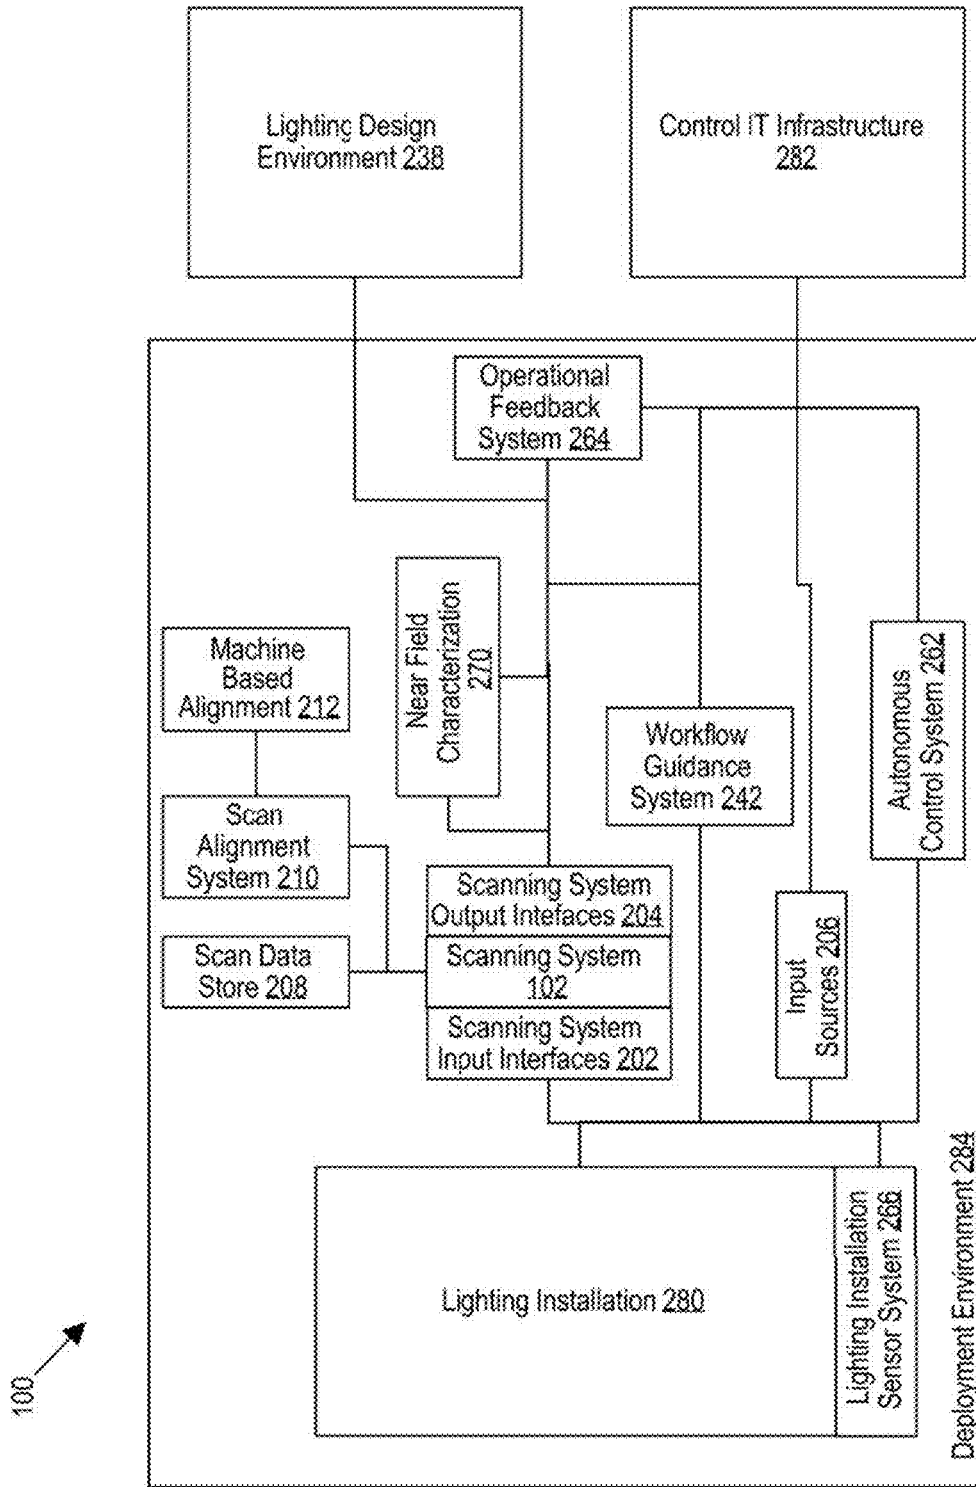 100
Lighting Design
Environment 238
Control IT Infrastructure
282
Operational
Feedback
System 264
Machine
Based
Alignment 212
Near Field
Characterization
270
Scan
Alignment
System 210
Workflow
Guidance
System 242
Autonomous
Control System 262
Scan Data
Store 208
Scanning System
Output Intefaces 204
Scanning System
102
Scanning System
Input Interfaces 202
Input
Sources 206
Lighting Installation 280
Lighting Installation
Sensor System 266
Deployment Environment 284